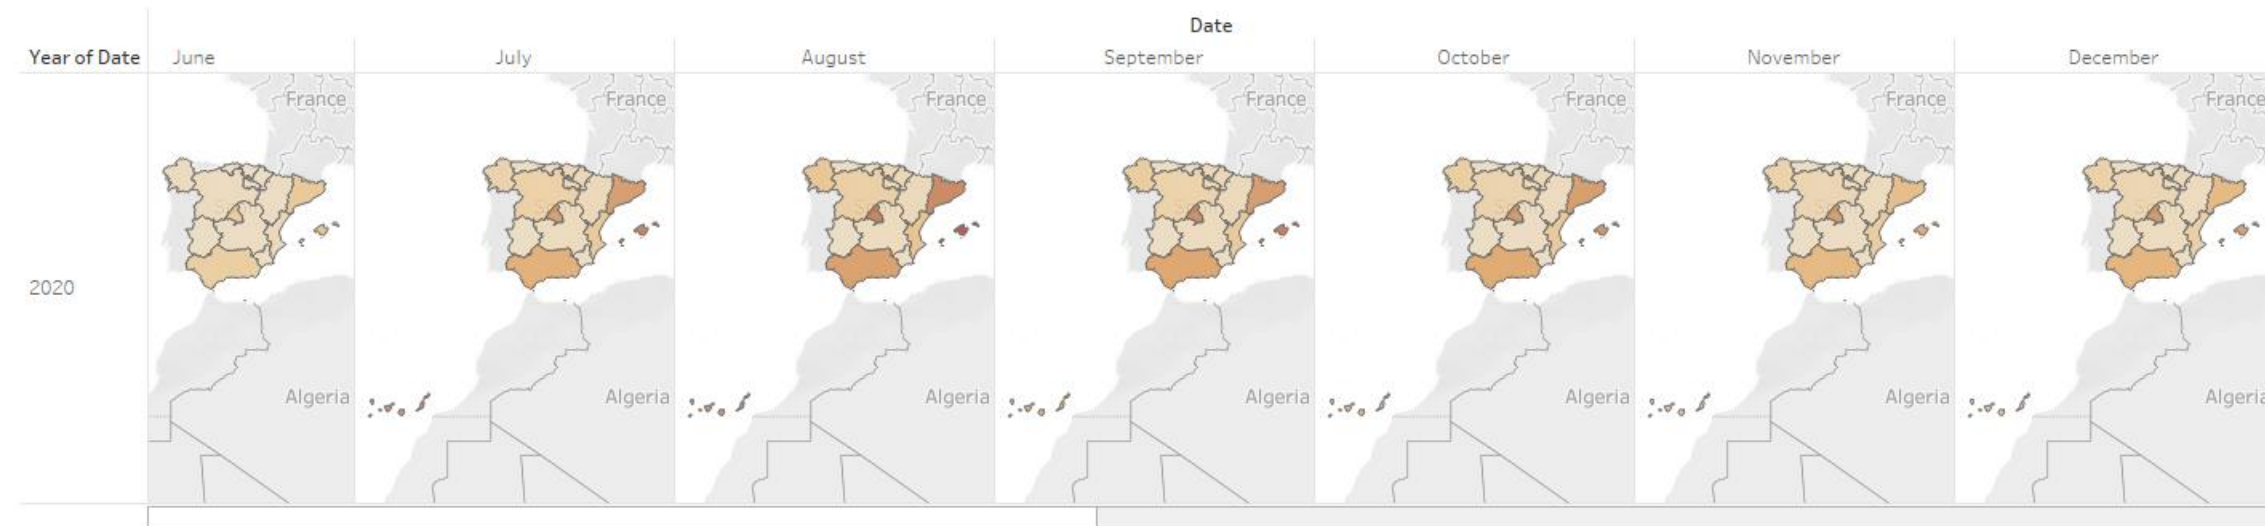 Date
Year of Date June July August September October November December
France France France France France France France
2020
Algeria Algeria Algeria Algeria Algeria Algeria Algeria